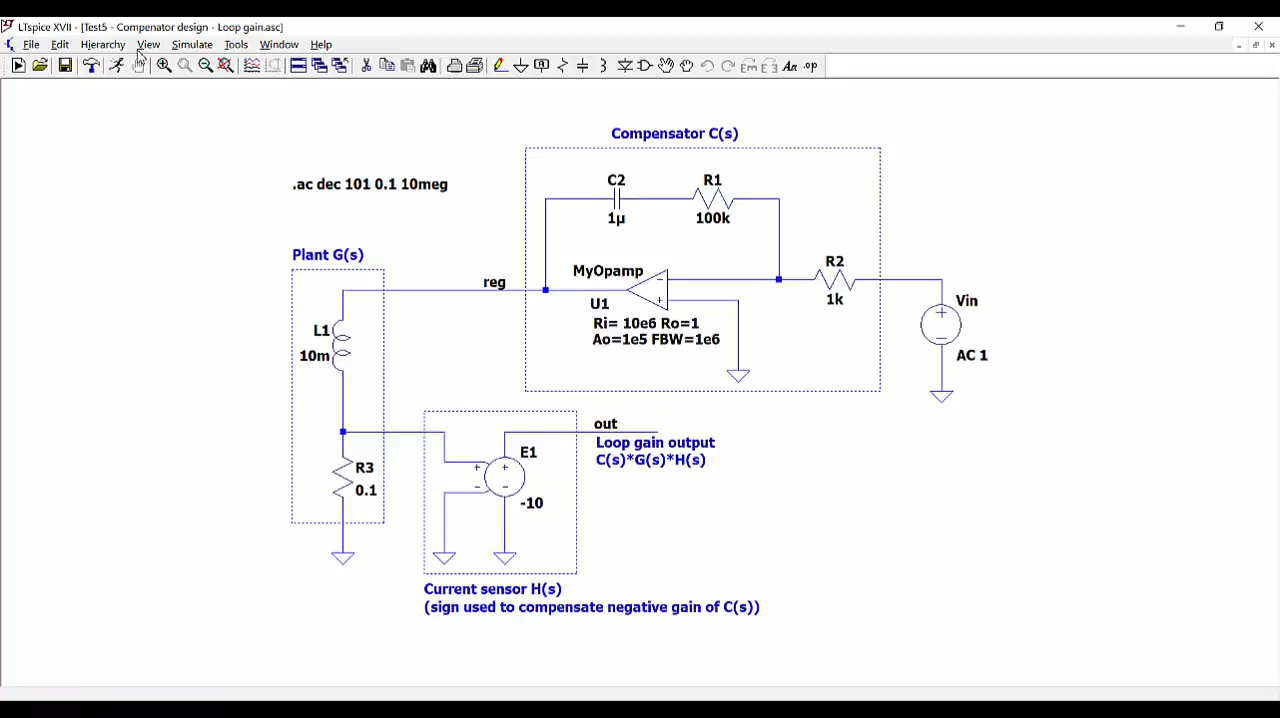 LTspice XVII - [Test5 - Compenator design - Loop gain.asc]
File Edit Hierarchy View Simulate Tools Window Help
.op
Compensator C(s)
.ac dec 101 0.1 10meg
C2
1µ
R1
100k
Plant G(s)
reg
MyOpamp
U1
Ri= 10e6 Ro=1
Ao=1e5 FBW=1e6
R2
1k
Vin
AC 1
L1
10m
R3
0.1
E1
-10
out
Loop gain output
C(s)*G(s)*H(s)
Current sensor H(s)
(sign used to compensate negative gain of C(s))